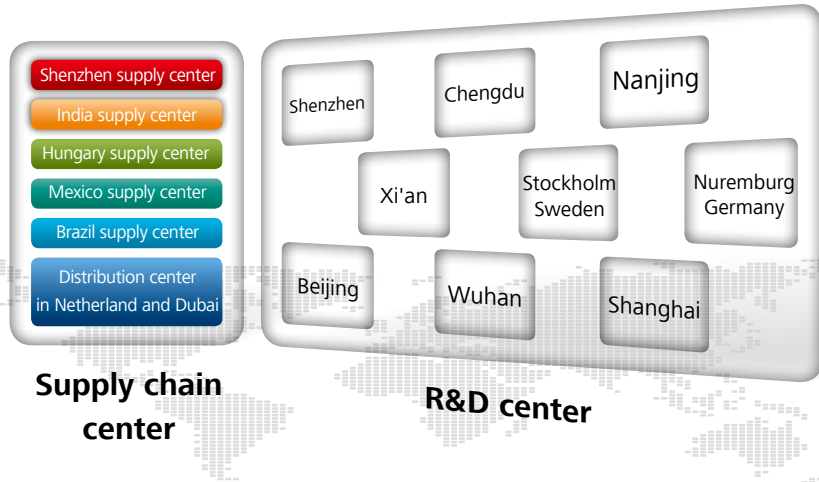 Shenzhen supply center
India supply center
Hungary supply center
Mexico supply center
Brazil supply center
Distribution center
in Netherland and Dubai
Supply chain
center
Shenzhen
Chengdu
Nanjing
Xi'an
Stockholm
Sweden
Nuremburg
Germany
Beijing
Wuhan
Shanghai
R&D center